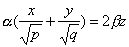 α(x/√p + y/√q) = 2βz